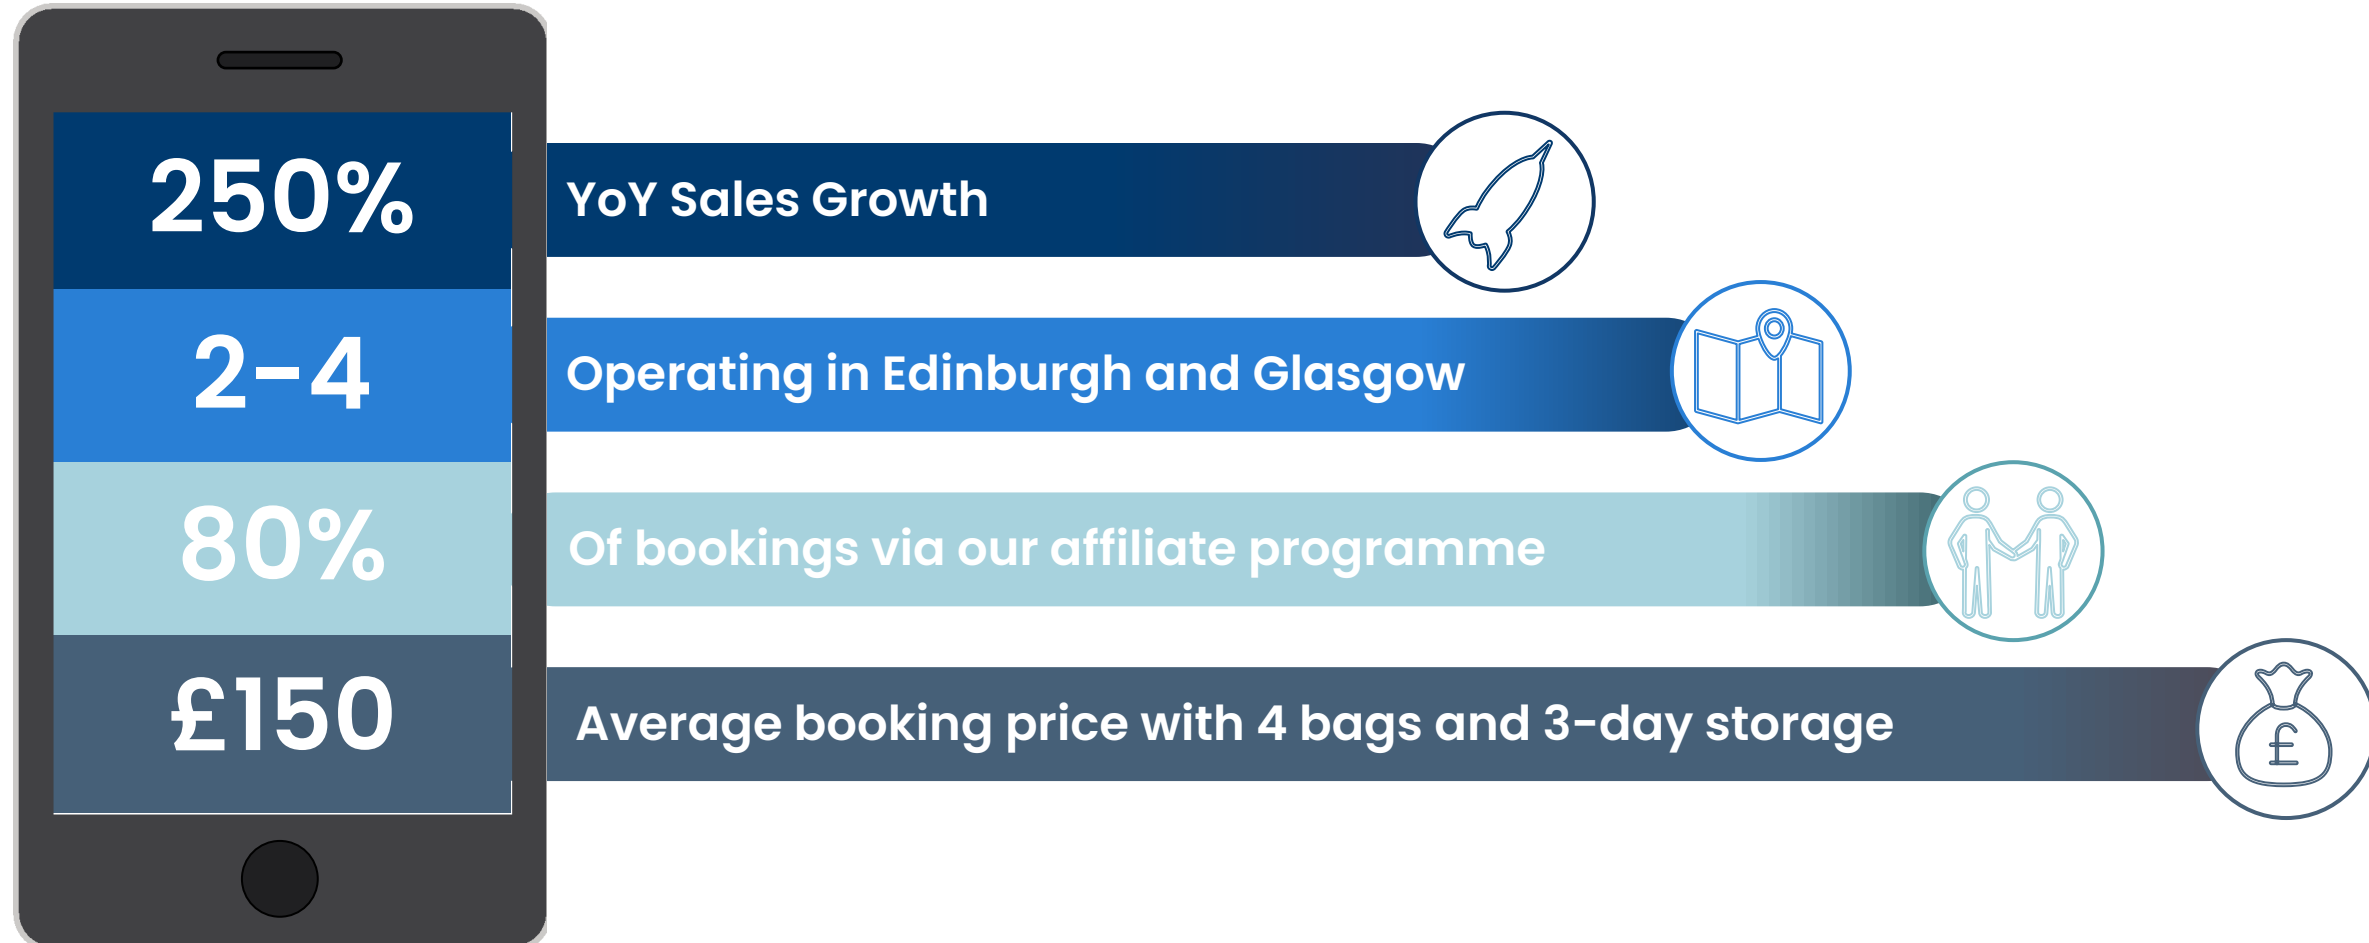 250%
YoY Sales Growth
2-4
Operating in Edinburgh and Glasgow
80%
Of bookings via our affiliate programme
£150
Average booking price with 4 bags and 3-day storage
£